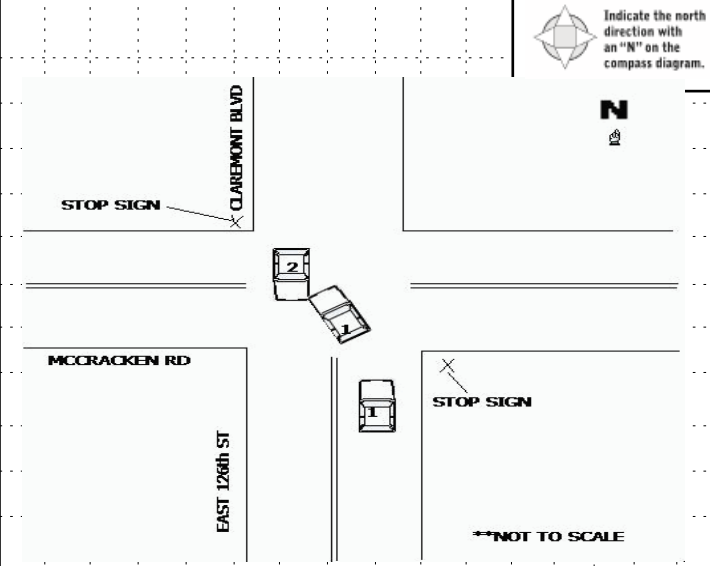 Indicate the north
direction with
an "N" on the
compass diagram.
N
CLAREMONT BLVD
STOP SIGN
2
1
MCCRACKEN RD
1
STOP SIGN
EAST 126th ST
**NOT TO SCALE